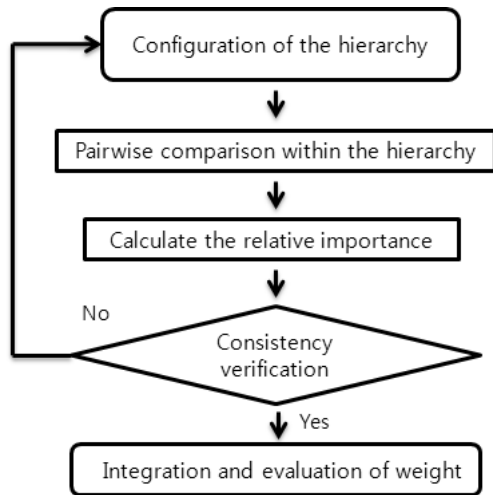 Configuration of the hierarchy
Pairwise comparison within the hierarchy
Calculate the relative importance
No
Consistency
verification
Yes
Integration and evaluation of weight